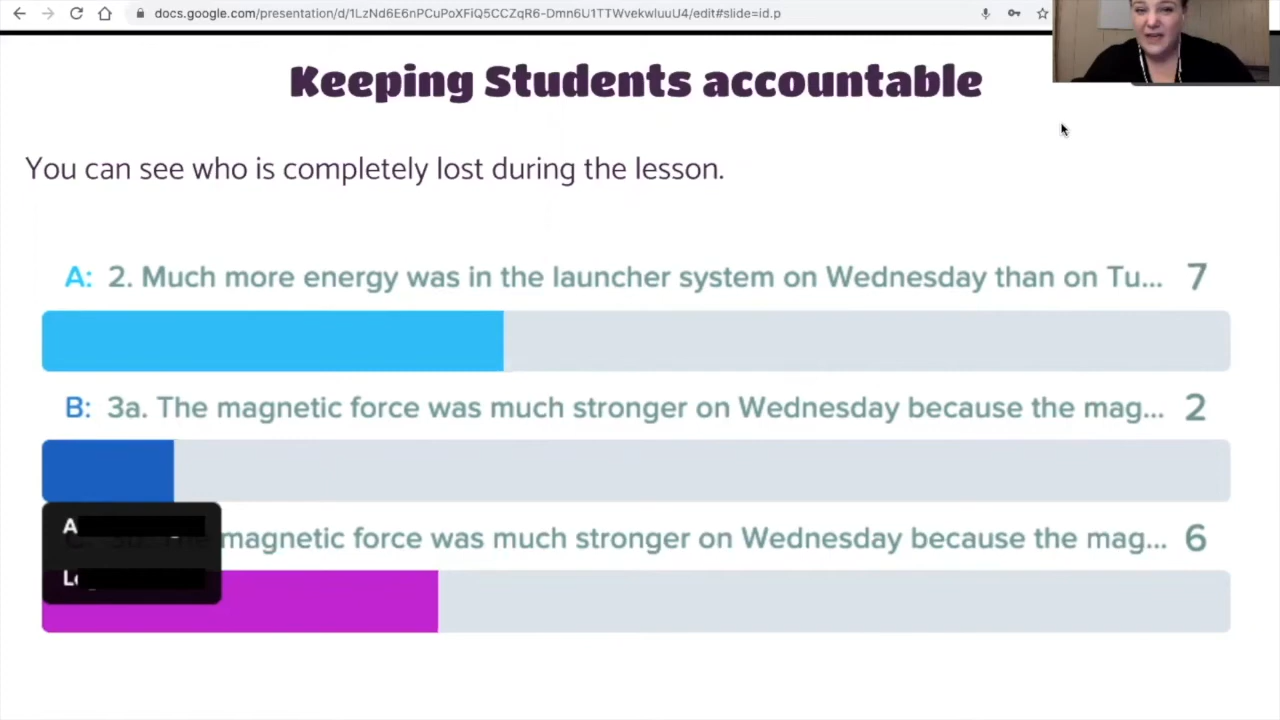 docs.google.com/presentation/d/1LzNd6E6nPCuPoXFiQ5CCZqR6-Dmn6U1TTWvekwluuU4/edit#slide=id.p
Keeping Students accountable
You can see who is completely lost during the lesson.
A: 2. Much more energy was in the launcher system on Wednesday than on Tu... 7
B: 3a. The magnetic force was much stronger on Wednesday because the mag... 2
A
magnetic force was much stronger on Wednesday because the mag... 6